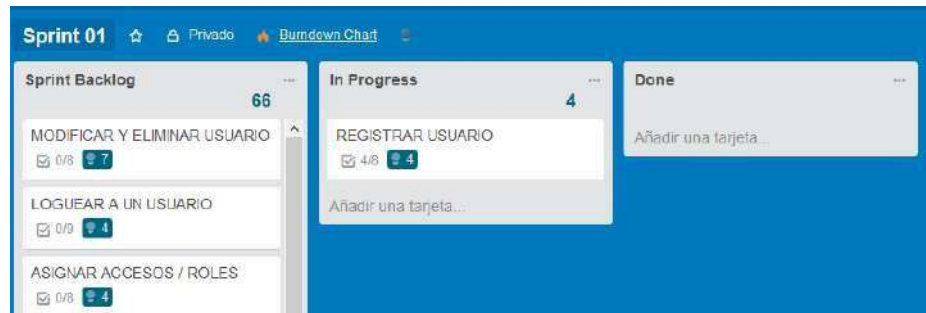 Sprint 01 Privado Burndown Chart
Sprint Backlog ...
66
MODIFICAR Y ELIMINAR USUARIO
0/8 7
LOGUEAR A UN USUARIO
0/9 4
ASIGNAR ACCESOS / ROLES
0/8 4
In Progress ...
4
REGISTRAR USUARIO
4/8 4
Añadir una tarjeta...
Done ...
Añadir una tarjeta...